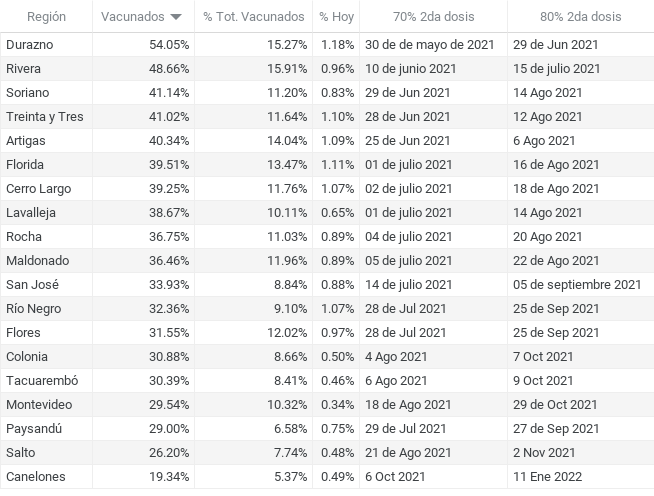 Región Vacunados % Tot. Vacunados % Hoy 70% 2da dosis 80% 2da dosis
Durazno 54.05% 15.27% 1.18% 30 de de mayo de 2021 29 de Jun 2021
Rivera 48.66% 15.91% 0.96% 10 de junio 2021 15 de julio 2021
Soriano 41.14% 11.20% 0.83% 29 de Jun 2021 14 Ago 2021
Treinta y Tres 41.02% 11.64% 1.10% 28 de Jun 2021 12 Ago 2021
Artigas 40.34% 14.04% 1.09% 25 de Jun 2021 6 Ago 2021
Florida 39.51% 13.47% 1.11% 01 de julio 2021 16 de Ago 2021
Cerro Largo 39.25% 11.76% 1.07% 02 de julio 2021 18 de Ago 2021
Lavalleja 38.67% 10.11% 0.65% 01 de julio 2021 14 Ago 2021
Rocha 36.75% 11.03% 0.89% 04 de julio 2021 20 Ago 2021
Maldonado 36.46% 11.96% 0.89% 05 de julio 2021 22 de Ago 2021
San José 33.93% 8.84% 0.88% 14 de julio 2021 05 de septiembre 2021
Río Negro 32.36% 9.10% 1.07% 28 de Jul 2021 25 de Sep 2021
Flores 31.55% 12.02% 0.97% 28 de Jul 2021 25 de Sep 2021
Colonia 30.88% 8.66% 0.50% 4 Ago 2021 7 Oct 2021
Tacuarembó 30.39% 8.41% 0.46% 6 Ago 2021 9 Oct 2021
Montevideo 29.54% 10.32% 0.34% 18 de Ago 2021 29 de Oct 2021
Paysandú 29.00% 6.58% 0.75% 29 de Jul 2021 27 de Sep 2021
Salto 26.20% 7.74% 0.48% 21 de Ago 2021 2 Nov 2021
Canelones 19.34% 5.37% 0.49% 6 Oct 2021 11 Ene 2022